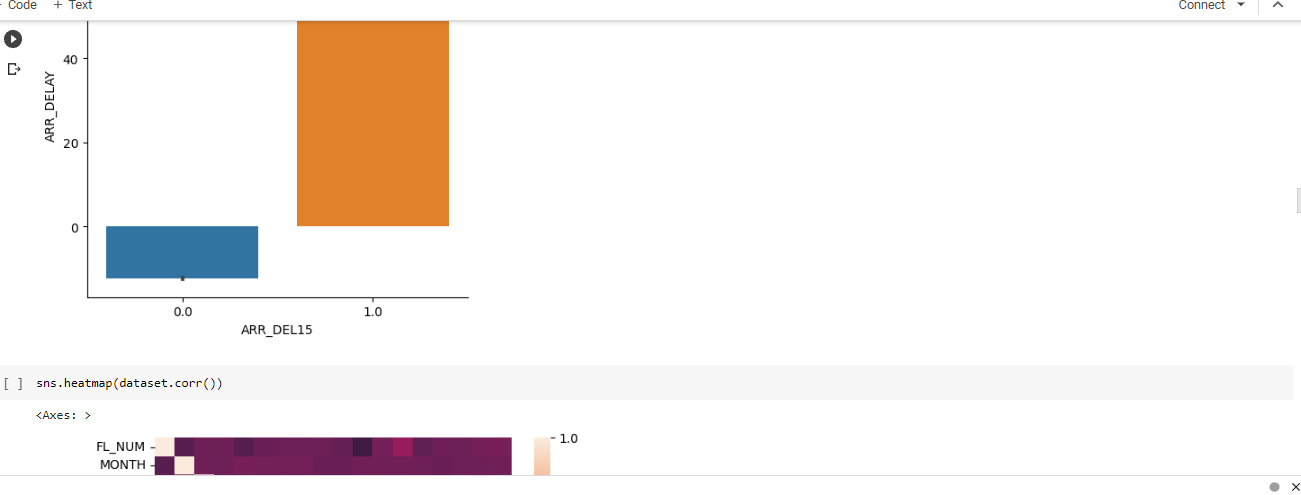 Code + Text Connect
40
ARR_DELAY
20
0
0.0 1.0
ARR_DEL15
[ ] sns.heatmap(dataset.corr())
<Axes: >
FL_NUM 1.0
MONTH